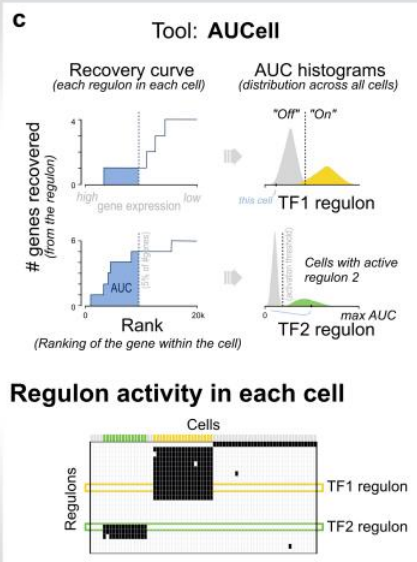 c
Tool: AUCell
Recovery curve
(each regulon in each cell)
AUC histograms
(distribution across all cells)
# genes recovered
(from the regulon)
4
0
high
low
gene expression
"Off"
"On"
this cell
TF1 regulon
6
0
AUC
(5% of #genes)
0
20k
Rank
(Ranking of the gene within the cell)
(activation threshold)
Cells with active
regulon 2
0
max AUC
TF2 regulon
Regulon activity in each cell
Cells
Regulons
TF1 regulon
TF2 regulon